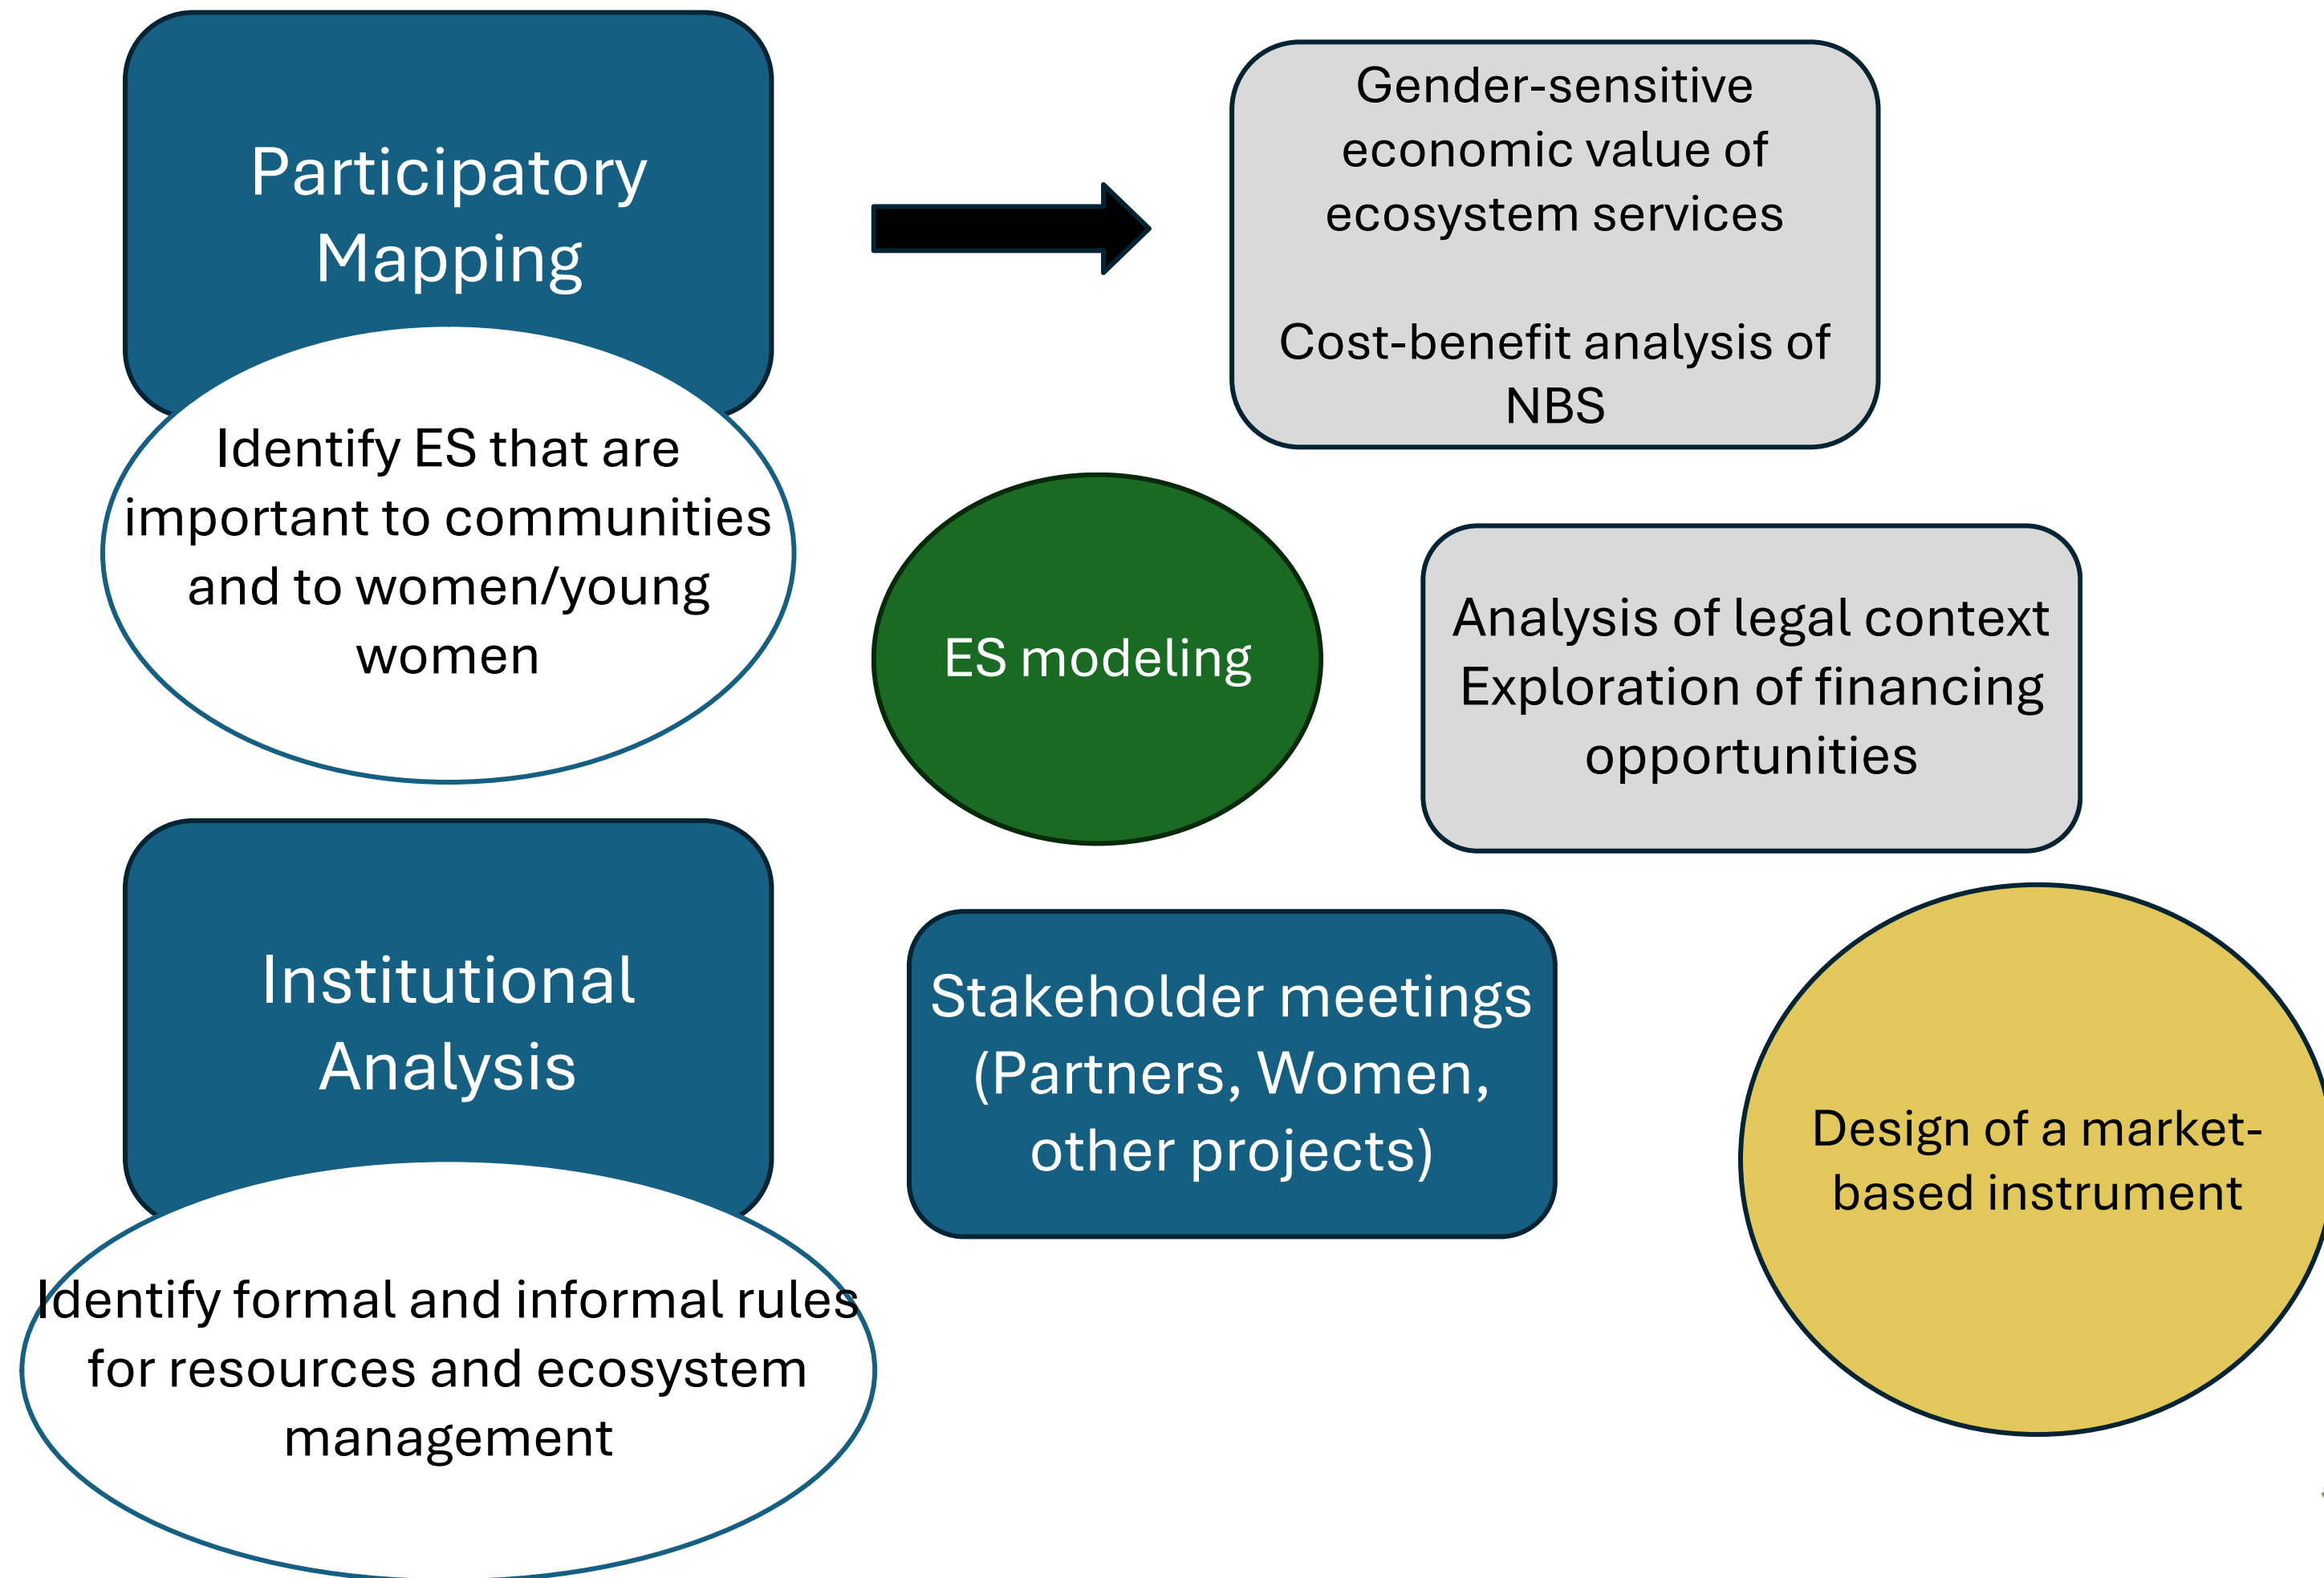 Participatory
Mapping
Identify ES that are
important to communities
and to women/young
women
Gender-sensitive
economic value of
ecosystem services
Cost-benefit analysis of
NBS
ES modeling
Analysis of legal context
Exploration of financing
opportunities
Institutional
Analysis
Identify formal and informal rules
for resources and ecosystem
management
Stakeholder meetings
(Partners, Women,
other projects)
Design of a market-
based instrument